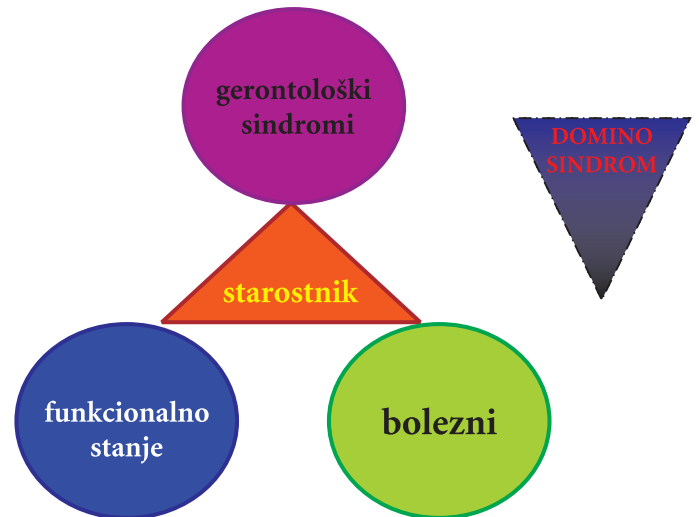 gerontološki
sindromi
DOMINO
SINDROM
starostnik
funkcionalno
stanje
bolezni